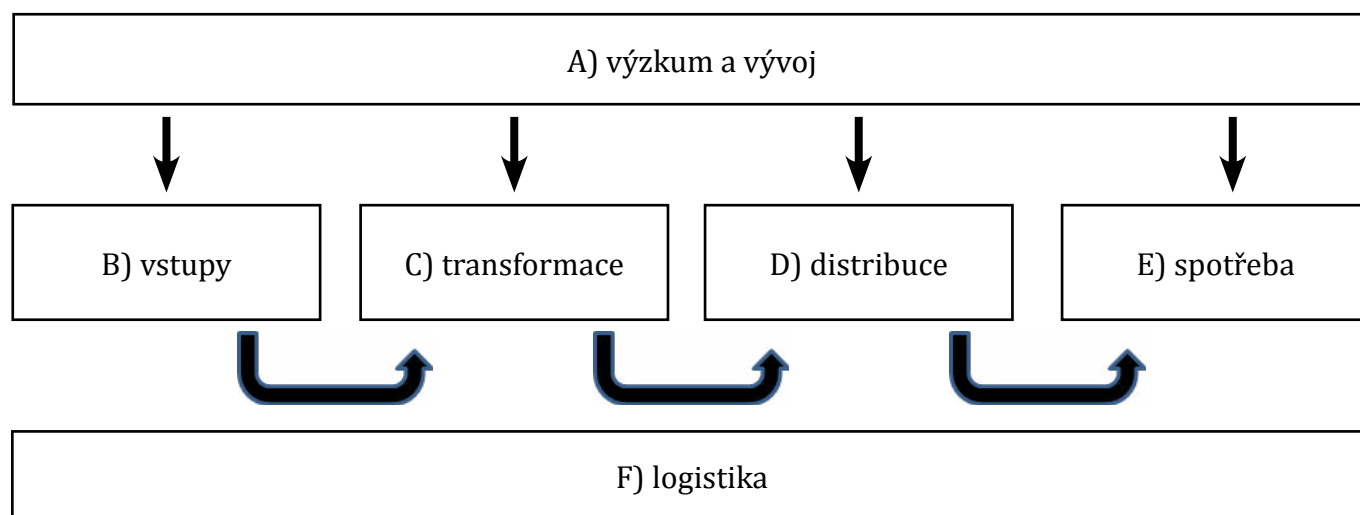 A) výzkum a vývoj
B) vstupy
C) transformace
D) distribuce
E) spotřeba
F) logistika